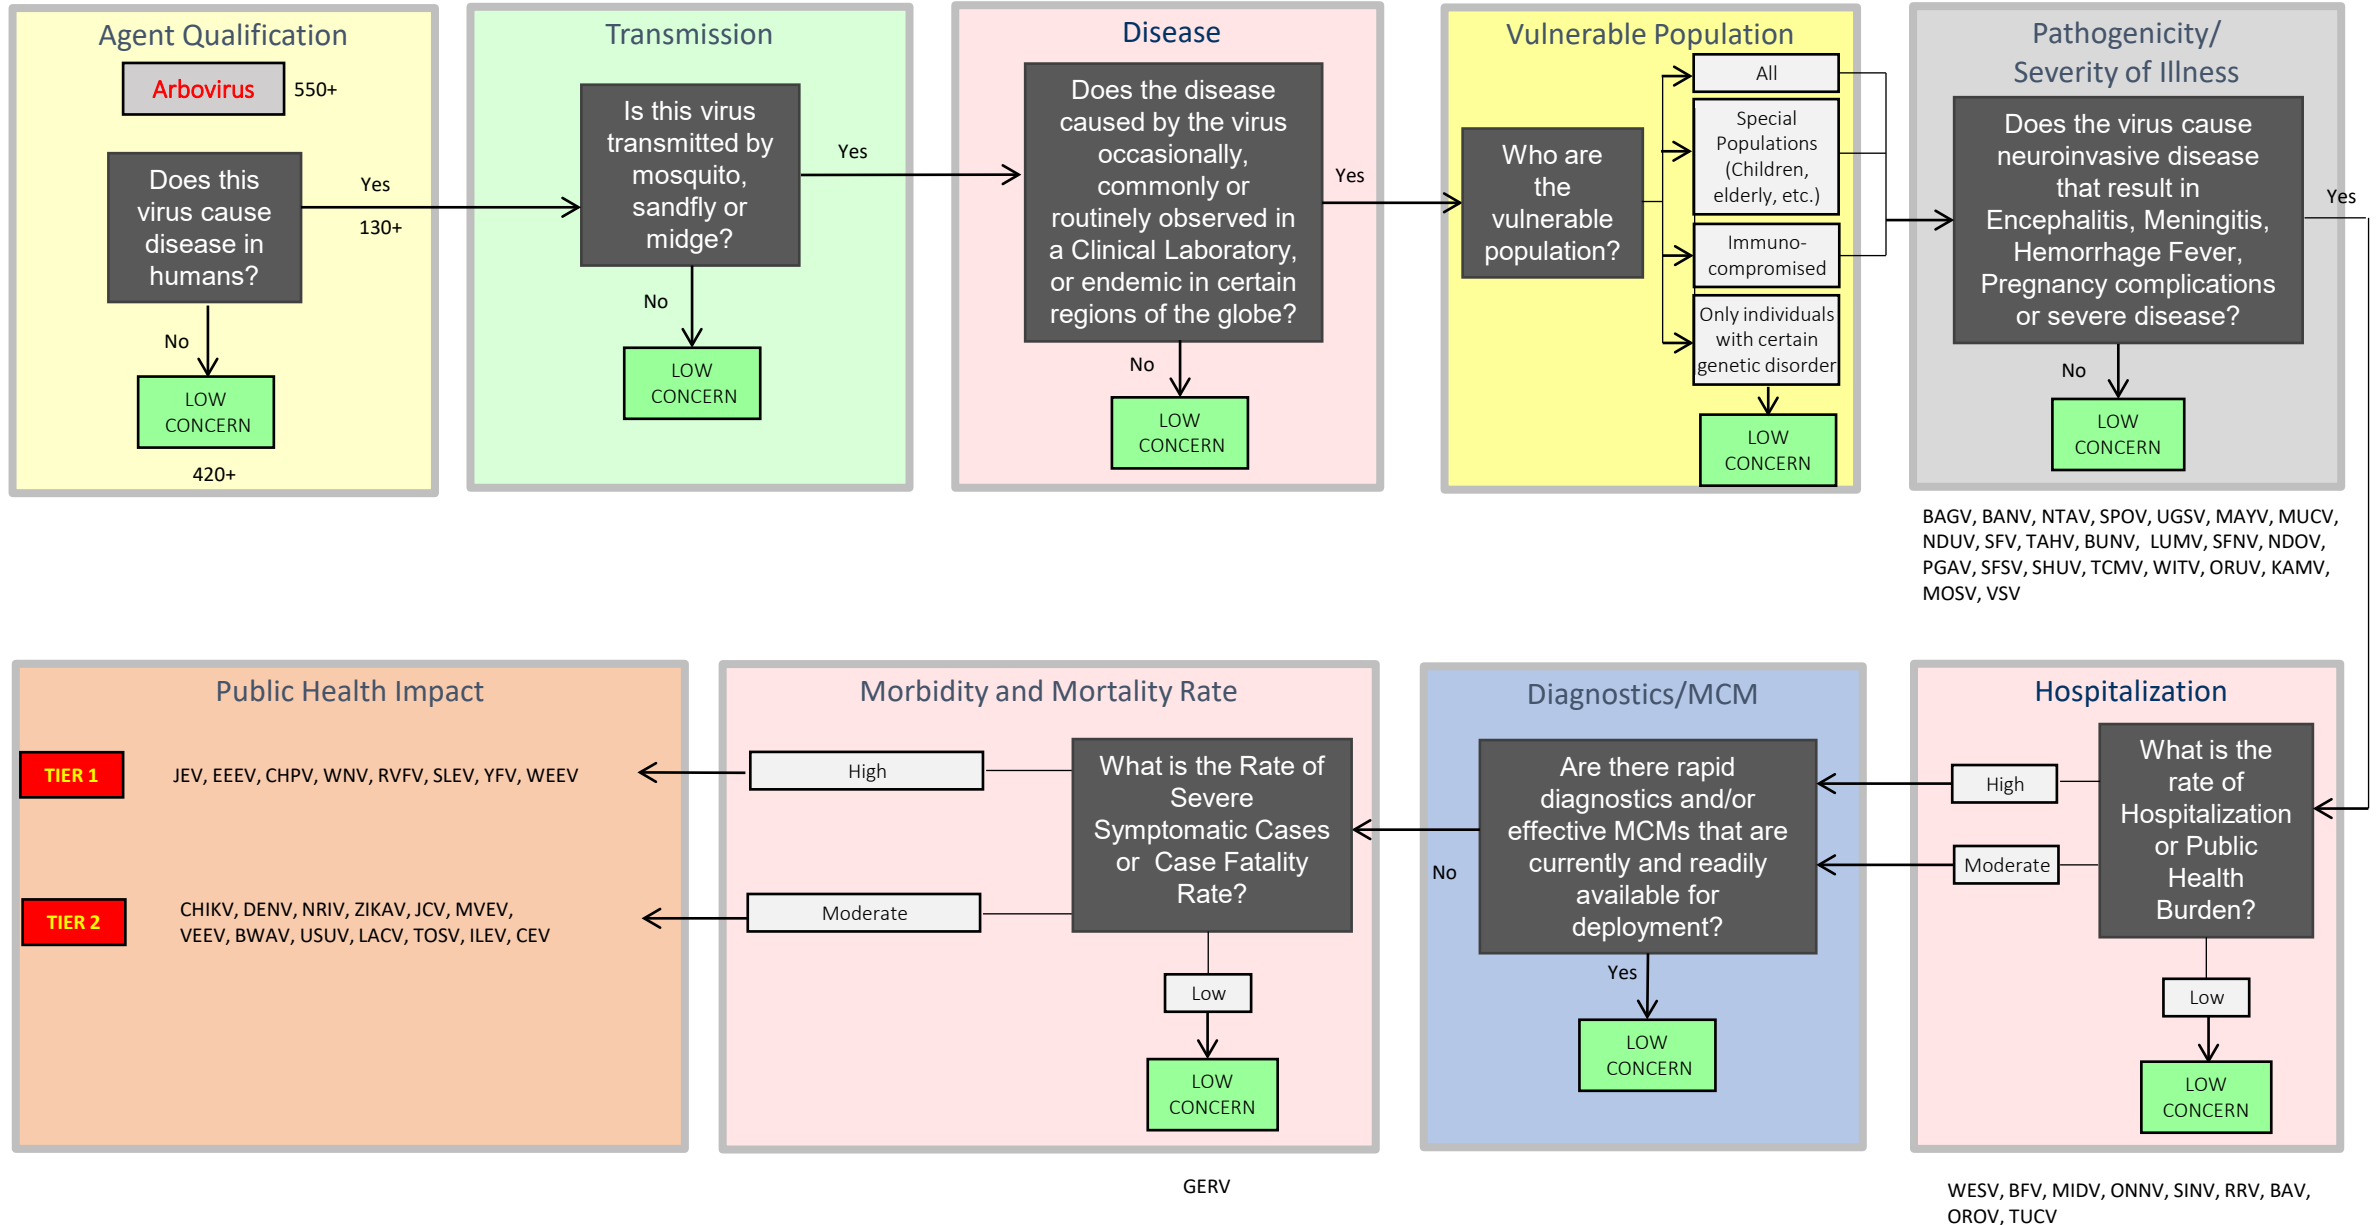 Agent Qualification
Arbovirus
550+
Does this
virus cause
disease in
humans?
Yes
130+
No
LOW
CONCERN
420+
Transmission
Is this virus
transmitted by
mosquito,
sandfly or
midge?
Yes
No
LOW
CONCERN
Disease
Does the disease
caused by the virus
occasionally,
commonly or
routinely observed in
a Clinical Laboratory,
or endemic in certain
regions of the globe?
Yes
No
LOW
CONCERN
Vulnerable Population
Who are
the
vulnerable
population?
All
Special
Populations
(Children,
elderly, etc.)
Immuno-
compromised
Only individuals
with certain
genetic disorder
LOW
CONCERN
Pathogenicity/
Severity of Illness
Does the virus cause
neuroinvasive disease
that result in
Encephalitis, Meningitis,
Hemorrhage Fever,
Pregnancy complications
or severe disease?
Yes
No
LOW
CONCERN
BAGV, BANV, NTAV, SPOV, UGSV, MAYV, MUCV,
NDUV, SFV, TAHV, BUNV, LUMV, SFNV, NDOV,
PGAV, SFSV, SHUV, TCMV, WITV, ORUV, KAMV,
MOSV, VSV
Public Health Impact
TIER 1
JEV, EEEV, CHPV, WNV, RVFV, SLEV, YFV, WEEV
TIER 2
CHIKV, DENV, NRIV, ZIKAV, JCV, MVEV,
VEEV, BWAV, USUV, LACV, TOSV, ILEV, CEV
Morbidity and Mortality Rate
High
Moderate
What is the Rate of
Severe
Symptomatic Cases
or Case Fatality
Rate?
Low
LOW
CONCERN
GERV
Diagnostics/MCM
Are there rapid
diagnostics and/or
effective MCMs that are
currently and readily
available for
deployment?
No
Yes
LOW
CONCERN
Hospitalization
High
Moderate
What is the
rate of
Hospitalization
or Public
Health
Burden?
Low
LOW
CONCERN
WESV, BFV, MIDV, ONNV, SINV, RRV, BAV,
OROV, TUCV